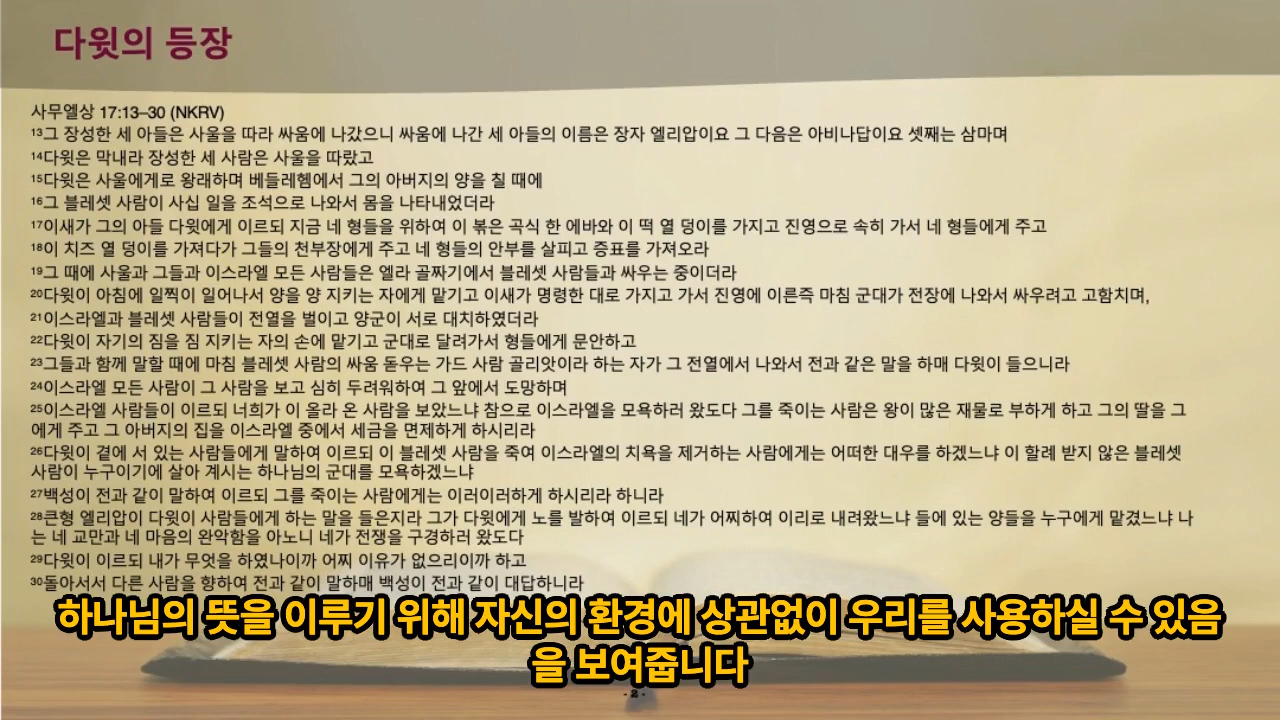 다윗의 등장
사무엘상 17:13–30 (NKRV)
¹³그 장성한 세 아들은 사울을 따라 싸움에 나갔으니 싸움에 나간 세 아들의 이름은 장자 엘리압이요 그 다음은 아비나답이요 셋째는 삼마며
¹⁴다윗은 막내라 장성한 세 사람은 사울을 따랐고
¹⁵다윗은 사울에게로 왕래하며 베들레헴에서 그의 아버지의 양을 칠 때에
¹⁶그 블레셋 사람이 사십 일을 조석으로 나와서 몸을 나타내었더라
¹⁷이새가 그의 아들 다윗에게 이르되 지금 네 형들을 위하여 이 볶은 곡식 한 에바와 이 떡 열 덩이를 가지고 진영으로 속히 가서 네 형들에게 주고
¹⁸이 치즈 열 덩이를 가져다가 그들의 천부장에게 주고 네 형들의 안부를 살피고 증표를 가져오라
¹⁹그 때에 사울과 그들과 이스라엘 모든 사람들은 엘라 골짜기에서 블레셋 사람들과 싸우는 중이더라
²⁰다윗이 아침에 일찍이 일어나서 양을 양 지키는 자에게 맡기고 이새가 명령한 대로 가지고 가서 진영에 이른즉 마침 군대가 전장에 나와서 싸우려고 고함치며,
²¹이스라엘과 블레셋 사람들이 전열을 벌이고 양군이 서로 대치하였더라
²²다윗이 자기의 짐을 짐 지키는 자의 손에 맡기고 군대로 달려가서 형들에게 문안하고
²³그들과 함께 말할 때에 마침 블레셋 사람의 싸움 돋우는 가드 사람 골리앗이라 하는 자가 그 전열에서 나와서 전과 같은 말을 하매 다윗이 들으니라
²⁴이스라엘 모든 사람이 그 사람을 보고 심히 두려워하여 그 앞에서 도망하며
²⁵이스라엘 사람들이 이르되 너희가 이 올라 온 사람을 보았느냐 참으로 이스라엘을 모욕하러 왔도다 그를 죽이는 사람은 왕이 많은 재물로 부하게 하고 그의 딸을 그
에게 주고 그 아버지의 집을 이스라엘 중에서 세금을 면제하게 하시리라
²⁶다윗이 곁에 서 있는 사람들에게 말하여 이르되 이 블레셋 사람을 죽여 이스라엘의 치욕을 제거하는 사람에게는 어떠한 대우를 하겠느냐 이 할례 받지 않은 블레셋
사람이 누구이기에 살아 계시는 하나님의 군대를 모욕하겠느냐
²⁷백성이 전과 같이 말하여 이르되 그를 죽이는 사람에게는 이러이러하게 하시리라 하니라
²⁸큰형 엘리압이 다윗이 사람들에게 하는 말을 들은지라 그가 다윗에게 노를 발하여 이르되 네가 어찌하여 이리로 내려왔느냐 들에 있는 양들을 누구에게 맡겼느냐 나
는 네 교만과 네 마음의 완악함을 아노니 네가 전쟁을 구경하러 왔도다
²⁹다윗이 이르되 내가 무엇을 하였나이까 어찌 이유가 없으리이까 하고
³⁰돌아서서 다른 사람을 향하여 전과 같이 말하매 백성이 전과 같이 대답하니라
하나님의 뜻을 이루기 위해 자신의 환경에 상관없이 우리를 사용하실 수 있음
을 보여줍니다
- 2 -